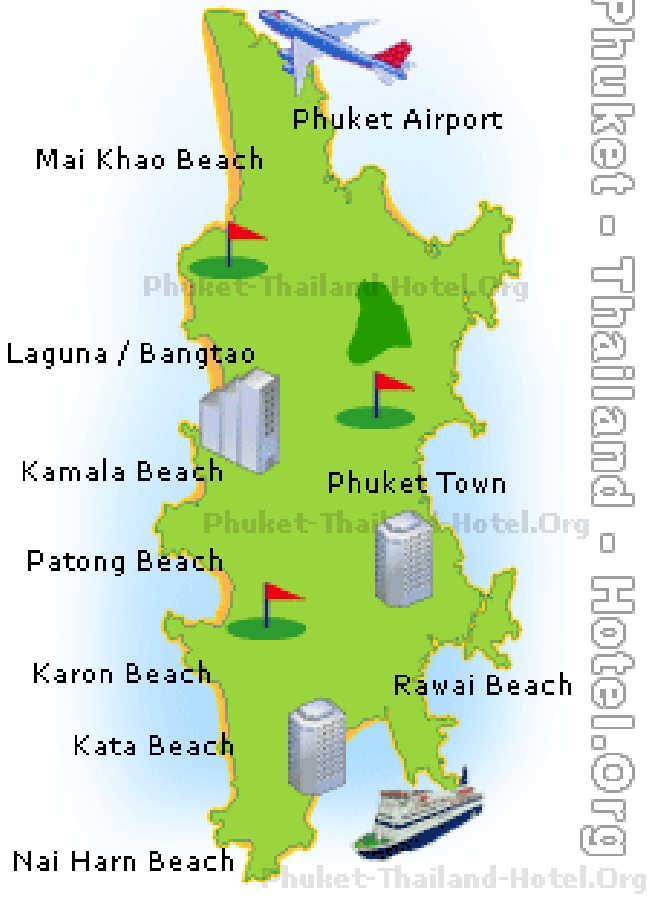 Phuket Airport
Mai Khao Beach
Phuket-Thailand-Hotel.Org
Laguna / Bangtao
Kamala Beach
Phuket Town
Phuket-Thailand-Hotel.Org
Patong Beach
Karon Beach
Rawai Beach
Kata Beach
Nai Harn Beach
Phuket-Thailand-Hotel.Org
Phuket - Thailand - Hotel.org